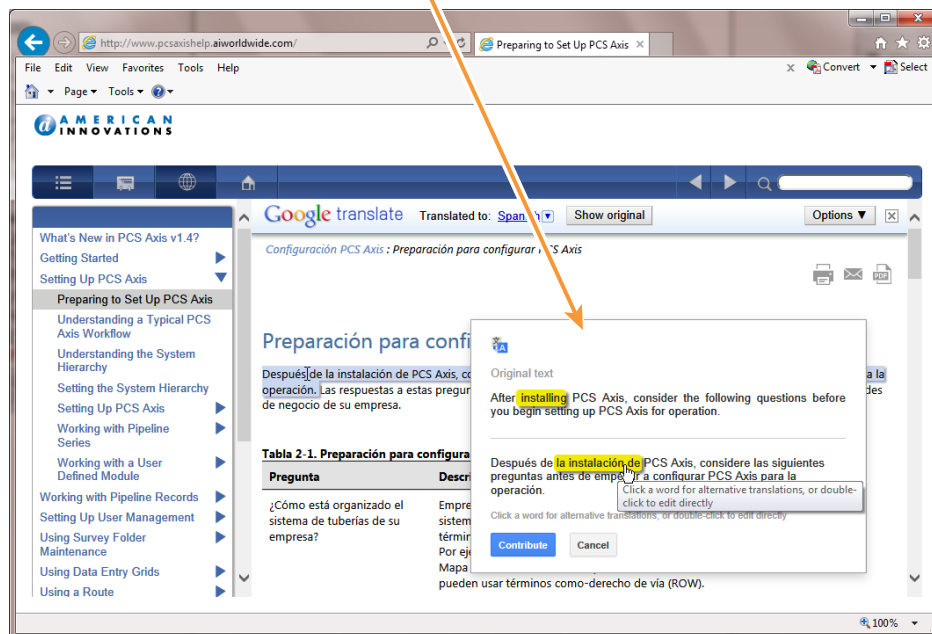 http://www.pcsaxishelp.aiworldwide.com/
Preparing to Set Up PCS Axis
File Edit View Favorites Tools Help
Convert
Select
Page Tools
AMERICAN
INNOVATIONS
Google translate Translated to: Spanish Show original Options ▼
What's New in PCS Axis v1.4?
Getting Started
Setting Up PCS Axis
Preparing to Set Up PCS Axis
Understanding a Typical PCS
Axis Workflow
Understanding the System
Hierarchy
Setting the System Hierarchy
Setting Up PCS Axis
Working with Pipeline
Series
Working with a User
Defined Module
Working with Pipeline Records
Setting Up User Management
Using Survey Folder
Maintenance
Using Data Entry Grids
Using a Route
Configuración PCS Axis : Preparación para configurar PCS Axis
PDF
Preparación para confi
Después de la instalación de PCS Axis, co
a la
operación. Las respuestas a estas pregun
des
de negocio de su empresa.
Tabla 2-1. Preparación para configura
Pregunta Descri
¿Cómo está organizado el
sistema de tuberías de su
empresa?
Empre
sistem
términ
Por eje
Mapa
pueden usar términos como-derecho de vía (ROW).
Original text
After installing PCS Axis, consider the following questions before
you begin setting up PCS Axis for operation.
Después de la instalación de PCS Axis, considere las siguientes
preguntas antes de empezar a configurar PCS Axis para la
operación.
Click a word for alternative translations, or double-
click to edit directly
Click a word for alternative translations, or double-click to edit directly
Contribute Cancel
100%